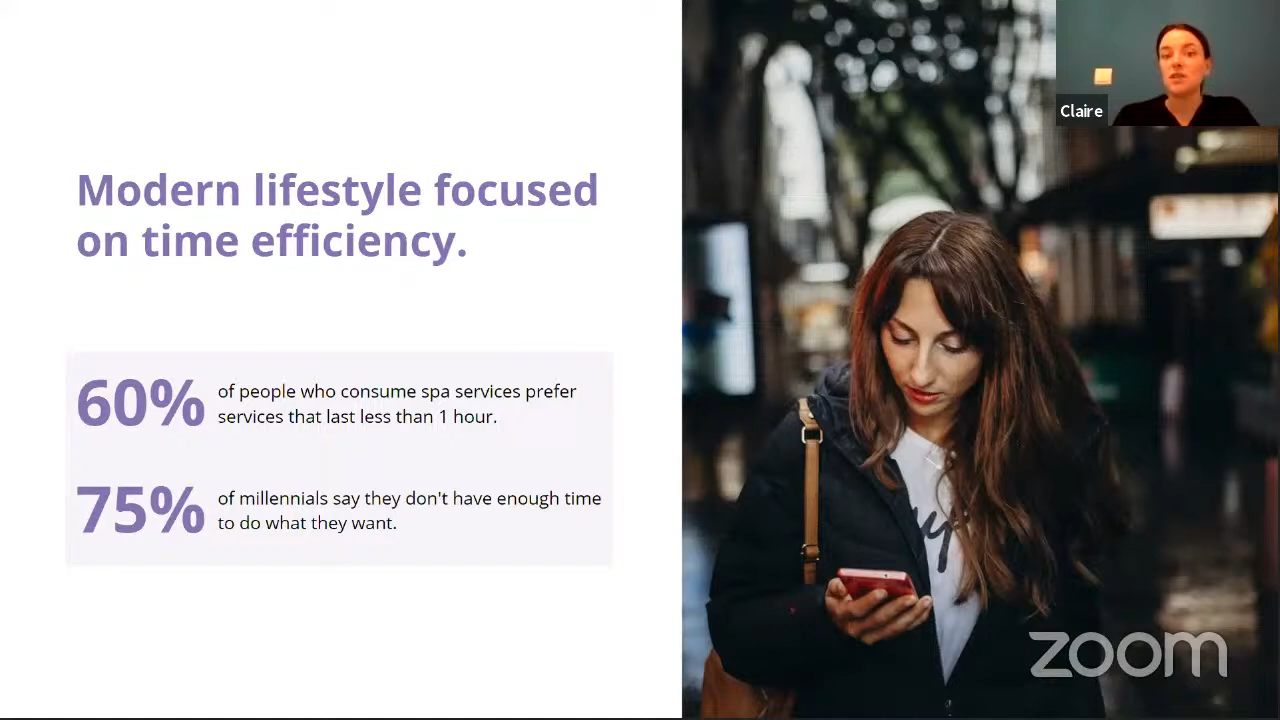 Modern lifestyle focused
on time efficiency.
60%
of people who consume spa services prefer
services that last less than 1 hour.
75%
of millennials say they don't have enough time
to do what they want.
Claire
zoom